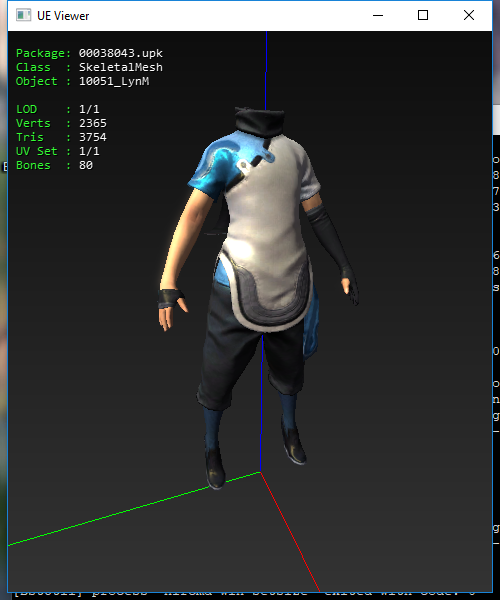 UE Viewer
Package: 00038043.upk
Class  : SkeletalMesh
Object : 10051_LynM
LOD    : 1/1
Verts  : 2365
Tris   : 3754
UV Set : 1/1
Bones  : 80